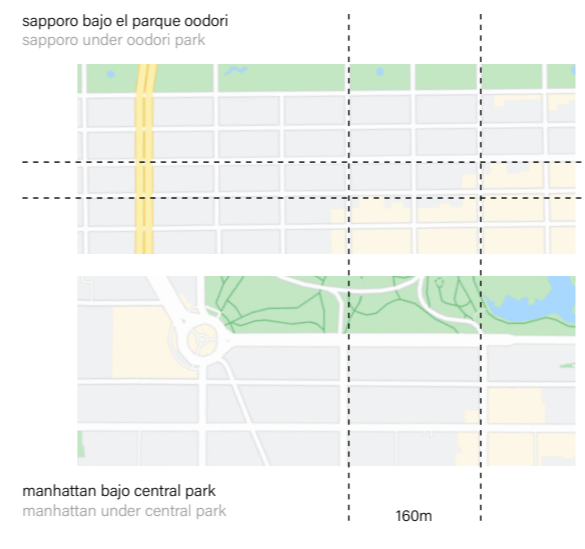 sapporo bajo el parque oodori
sapporo under oodori park
manhattan bajo central park
manhattan under central park
160m